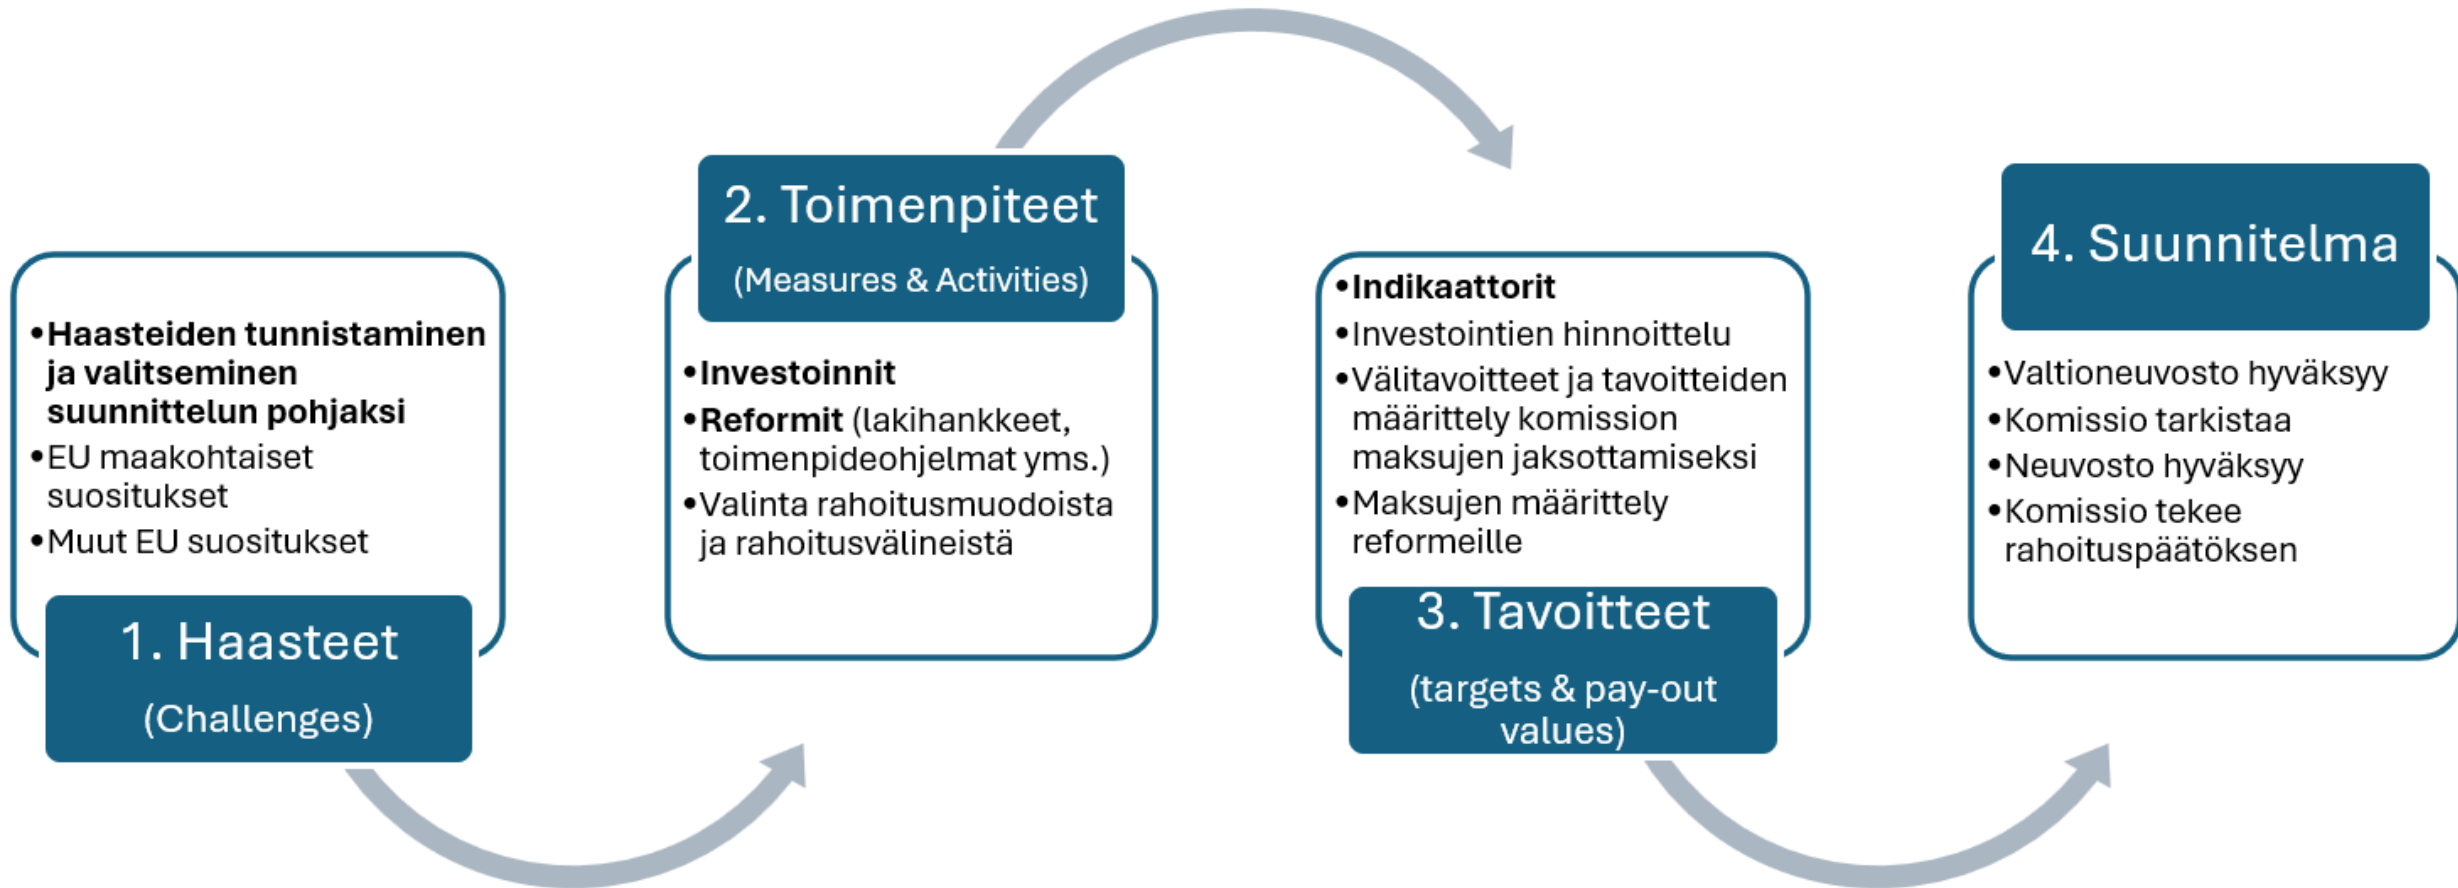 •Haasteiden tunnistaminen
ja valitseminen
suunnittelun pohjaksi
•EU maakohtaiset
suositukset
•Muut EU suositukset
1. Haasteet
(Challenges)
2. Toimenpiteet
(Measures & Activities)
•Investoinnit
•Reformit (lakihankkeet,
toimenpideohjelmat yms.)
•Valinta rahoitusmuodoista
ja rahoitusvälineistä
•Indikaattorit
•Investointien hinnoittelu
•Välitavoitteet ja tavoitteiden
määrittely komission
maksujen jaksottamiseksi
•Maksujen määrittely
reformeille
3. Tavoitteet
(targets & pay-out
values)
4. Suunnitelma
•Valtioneuvosto hyväksyy
•Komissio tarkistaa
•Neuvosto hyväksyy
•Komissio tekee
rahoituspäätöksen